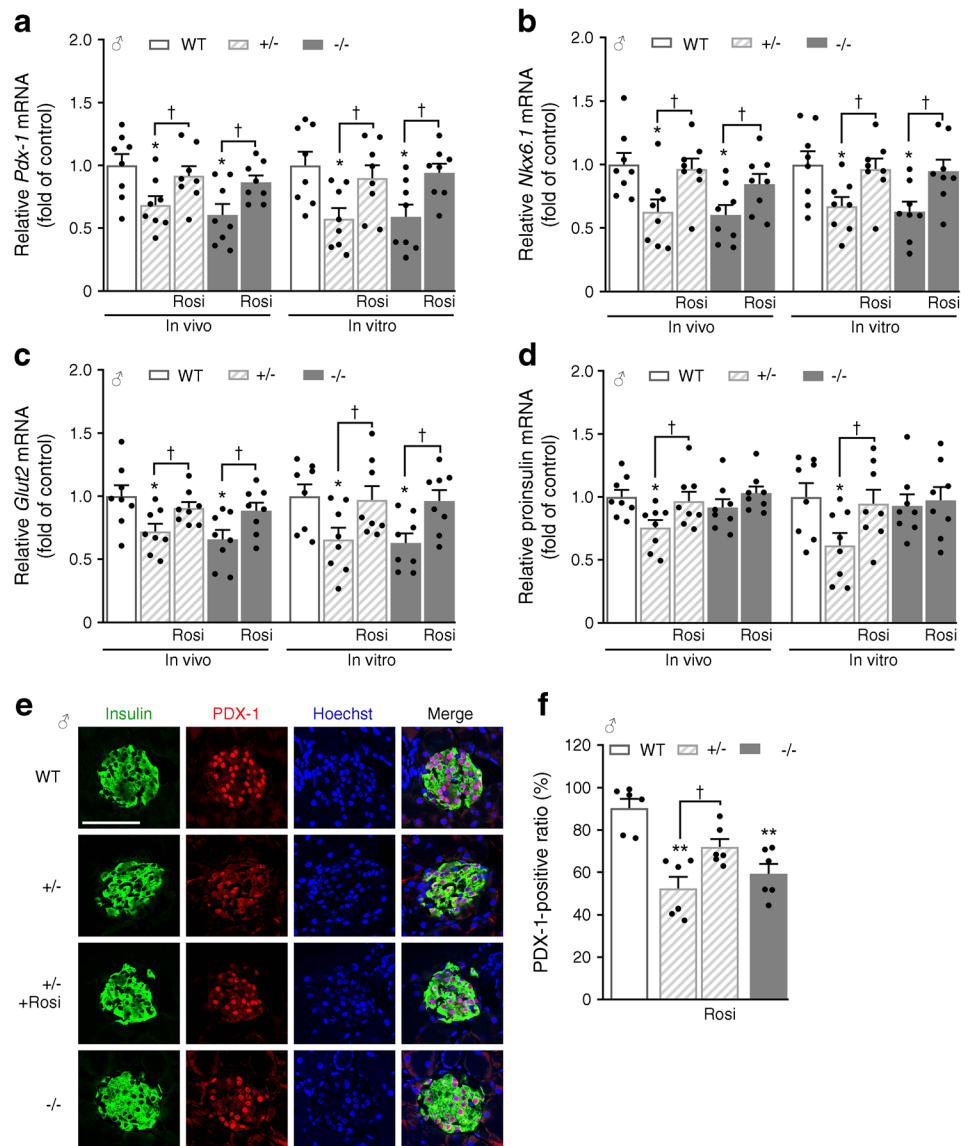 a
♂ WT +/- -/-
Relative Pdx-1 mRNA
(fold of control)
2.0
1.5
1.0
0.5
0
* † * † * † * †
Rosi Rosi Rosi Rosi
In vivo In vitro
b
♂ WT +/- -/-
Relative Nkx6.1 mRNA
(fold of control)
2.0
1.5
1.0
0.5
0
* † * † * † * †
Rosi Rosi Rosi Rosi
In vivo In vitro
c
♂ WT +/- -/-
Relative Glut2 mRNA
(fold of control)
2.0
1.5
1.0
0.5
0
* † * † * † * †
Rosi Rosi Rosi Rosi
In vivo In vitro
d
♂ WT +/- -/-
Relative proinsulin mRNA
(fold of control)
2.0
1.5
1.0
0.5
0
* † * †
Rosi Rosi Rosi Rosi
In vivo In vitro
e
♂ Insulin PDX-1 Hoechst Merge
WT
+/-
+/-
+Rosi
-/-
f
♂
WT +/- -/-
PDX-1-positive ratio (%)
120
100
80
60
40
20
0
** † **
Rosi